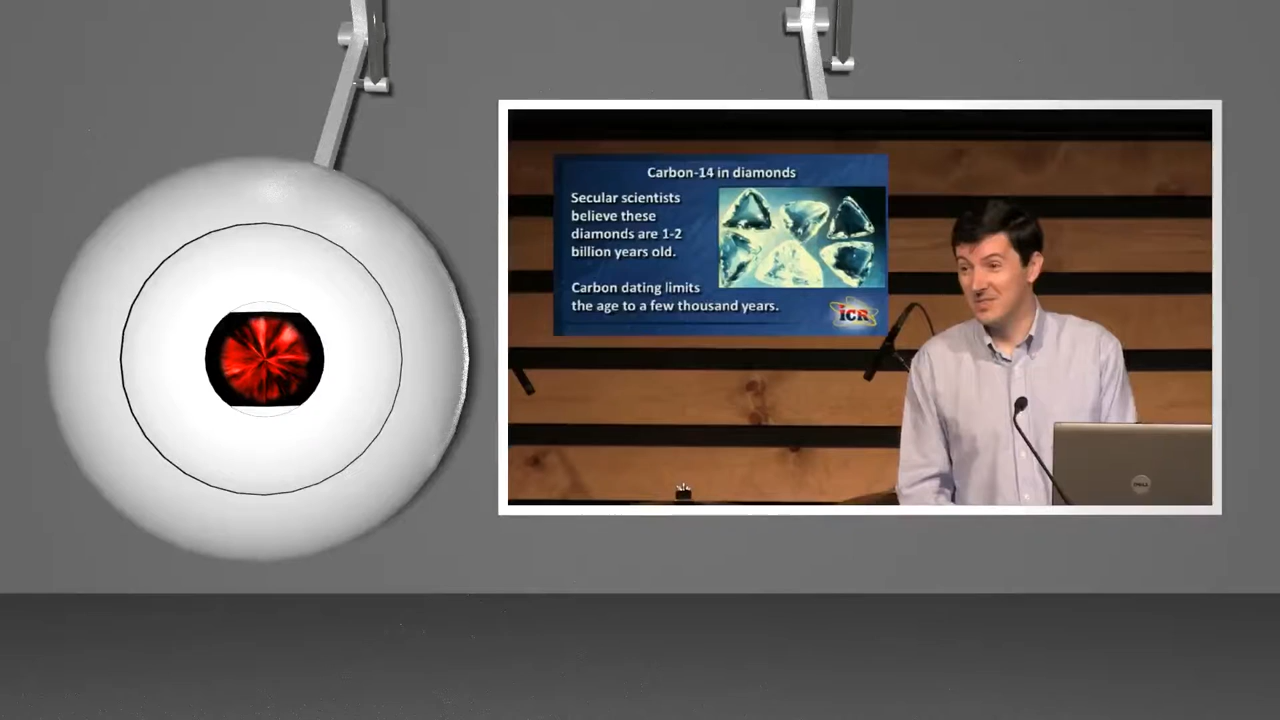 Carbon-14 in diamonds
Secular scientists
believe these
diamonds are 1-2
billion years old.
Carbon dating limits
the age to a few thousand years.
ICR
DELL